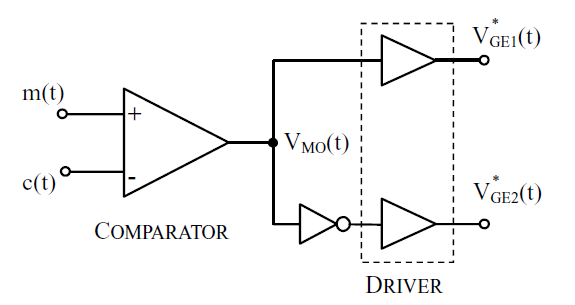 V*GE1(t)
m(t)
+
VMO(t)
c(t)
-
V*GE2(t)
COMPARATOR
DRIVER